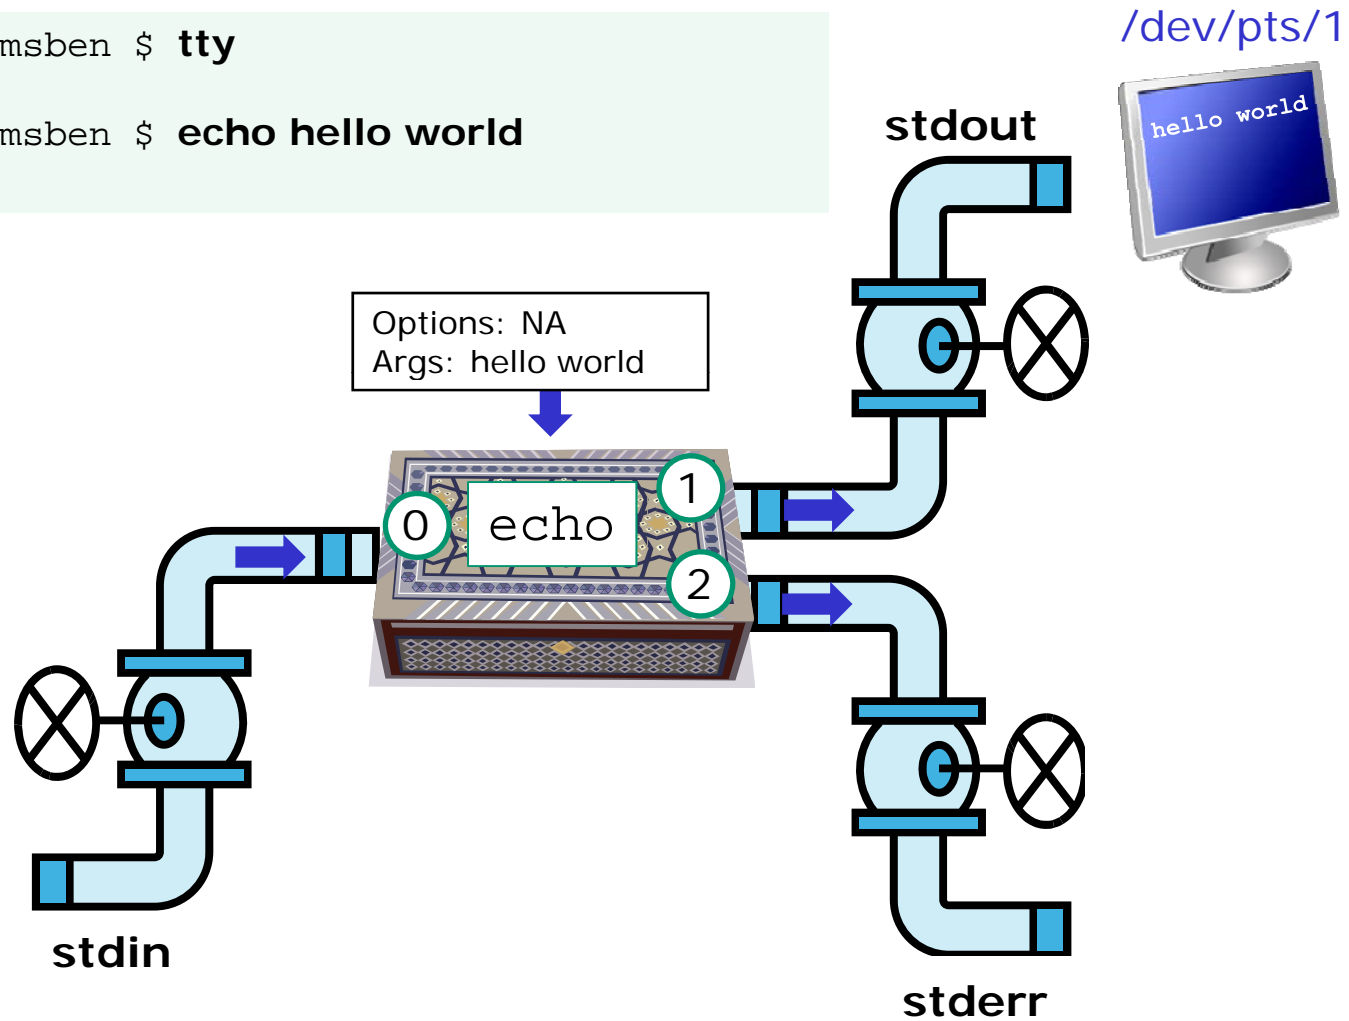 msben $ tty
msben $ echo hello world
/dev/pts/1
hello world
stdout
Options: NA
Args: hello world
0
echo
1
2
stdin
stderr